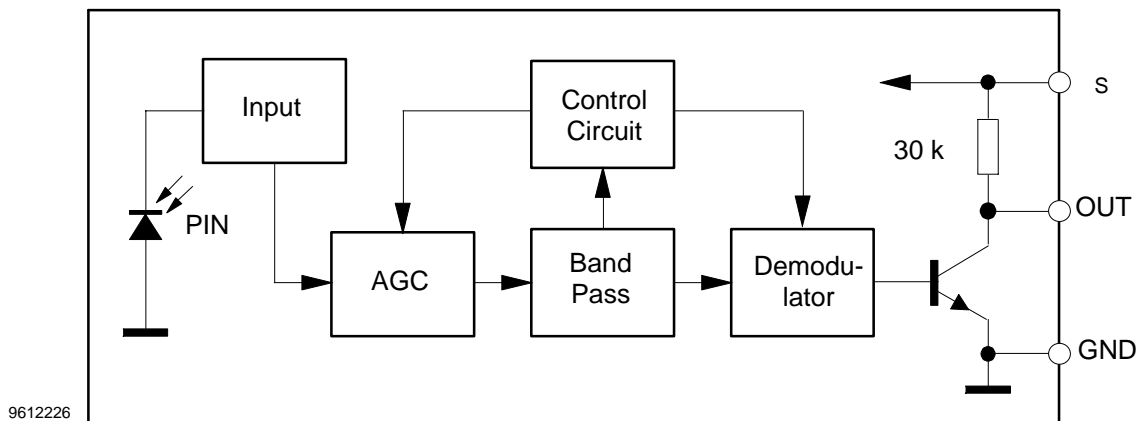 Input
Control
Circuit
S
30 k
PIN
OUT
AGC
Band
Pass
Demodu-
lator
GND
9612226